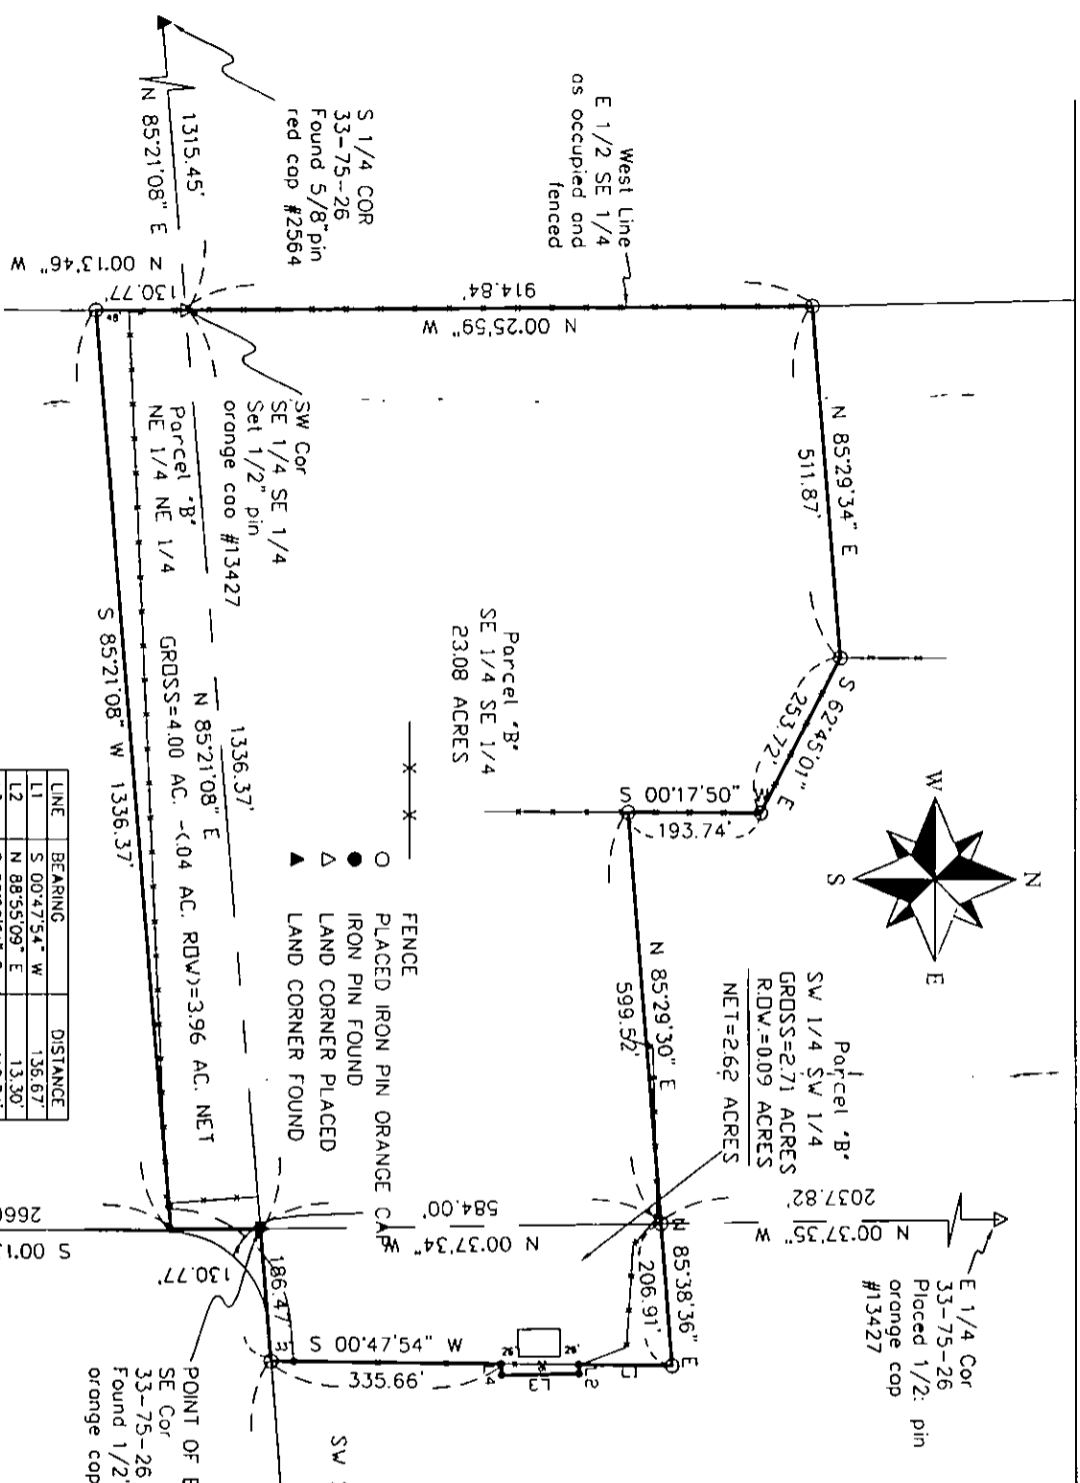 West Line
E 1/2 SE 1/4
as occupied and
fenced
S 1/4 COR
33-75-26
Found 5/8" pin
red cap #2564
1315.45'
N 85°21'08" E
N 00°13'46" W
130.77'
914.84'
N 00°25'59" W
N 85°29'34" E
511.87'
S 62°45'01" E
253.72'
S 00°17'50" E
193.74'
N 85°29'30" E
599.52'
N 85°38'36" E
206.91'
SW Cor
SE 1/4 SE 1/4
Set 1/2" pin
orange cap #13427
Parcel "B"
NE 1/4 NE 1/4
GROSS=4.00 AC. -(.04 AC. ROW)=3.96 AC. NET
1336.37'
N 85°21'08" E
S 85°21'08" W 1336.37'
Parcel "B"
SE 1/4 SE 1/4
23.08 ACRES
W
N
S
E
FENCE
PLACED IRON PIN ORANGE CAP
IRON PIN FOUND
LAND CORNER PLACED
LAND CORNER FOUND
Parcel "B"
SW 1/4 SW 1/4
GROSS=2.71 ACRES
R.O.W.=0.09 ACRES
NET=2.62 ACRES
2037.82'
N 00°37'35" W
E 1/4 Cor
33-75-26
Placed 1/2: pin
orange cap
#13427
584.00'
N 00°37'34" W
186.47'
130.77'
S 00°47'54" W
335.66'
L1
L2
L3
L4
26'
26'
26'
33'
POINT OF
SE Cor
33-75-26
Found 1/2"
orange cap
SW
S 00°1
LINE BEARING DISTANCE
L1 S 00°47'54" W 135.67'
L2 N 88°55'09" E 13.30'